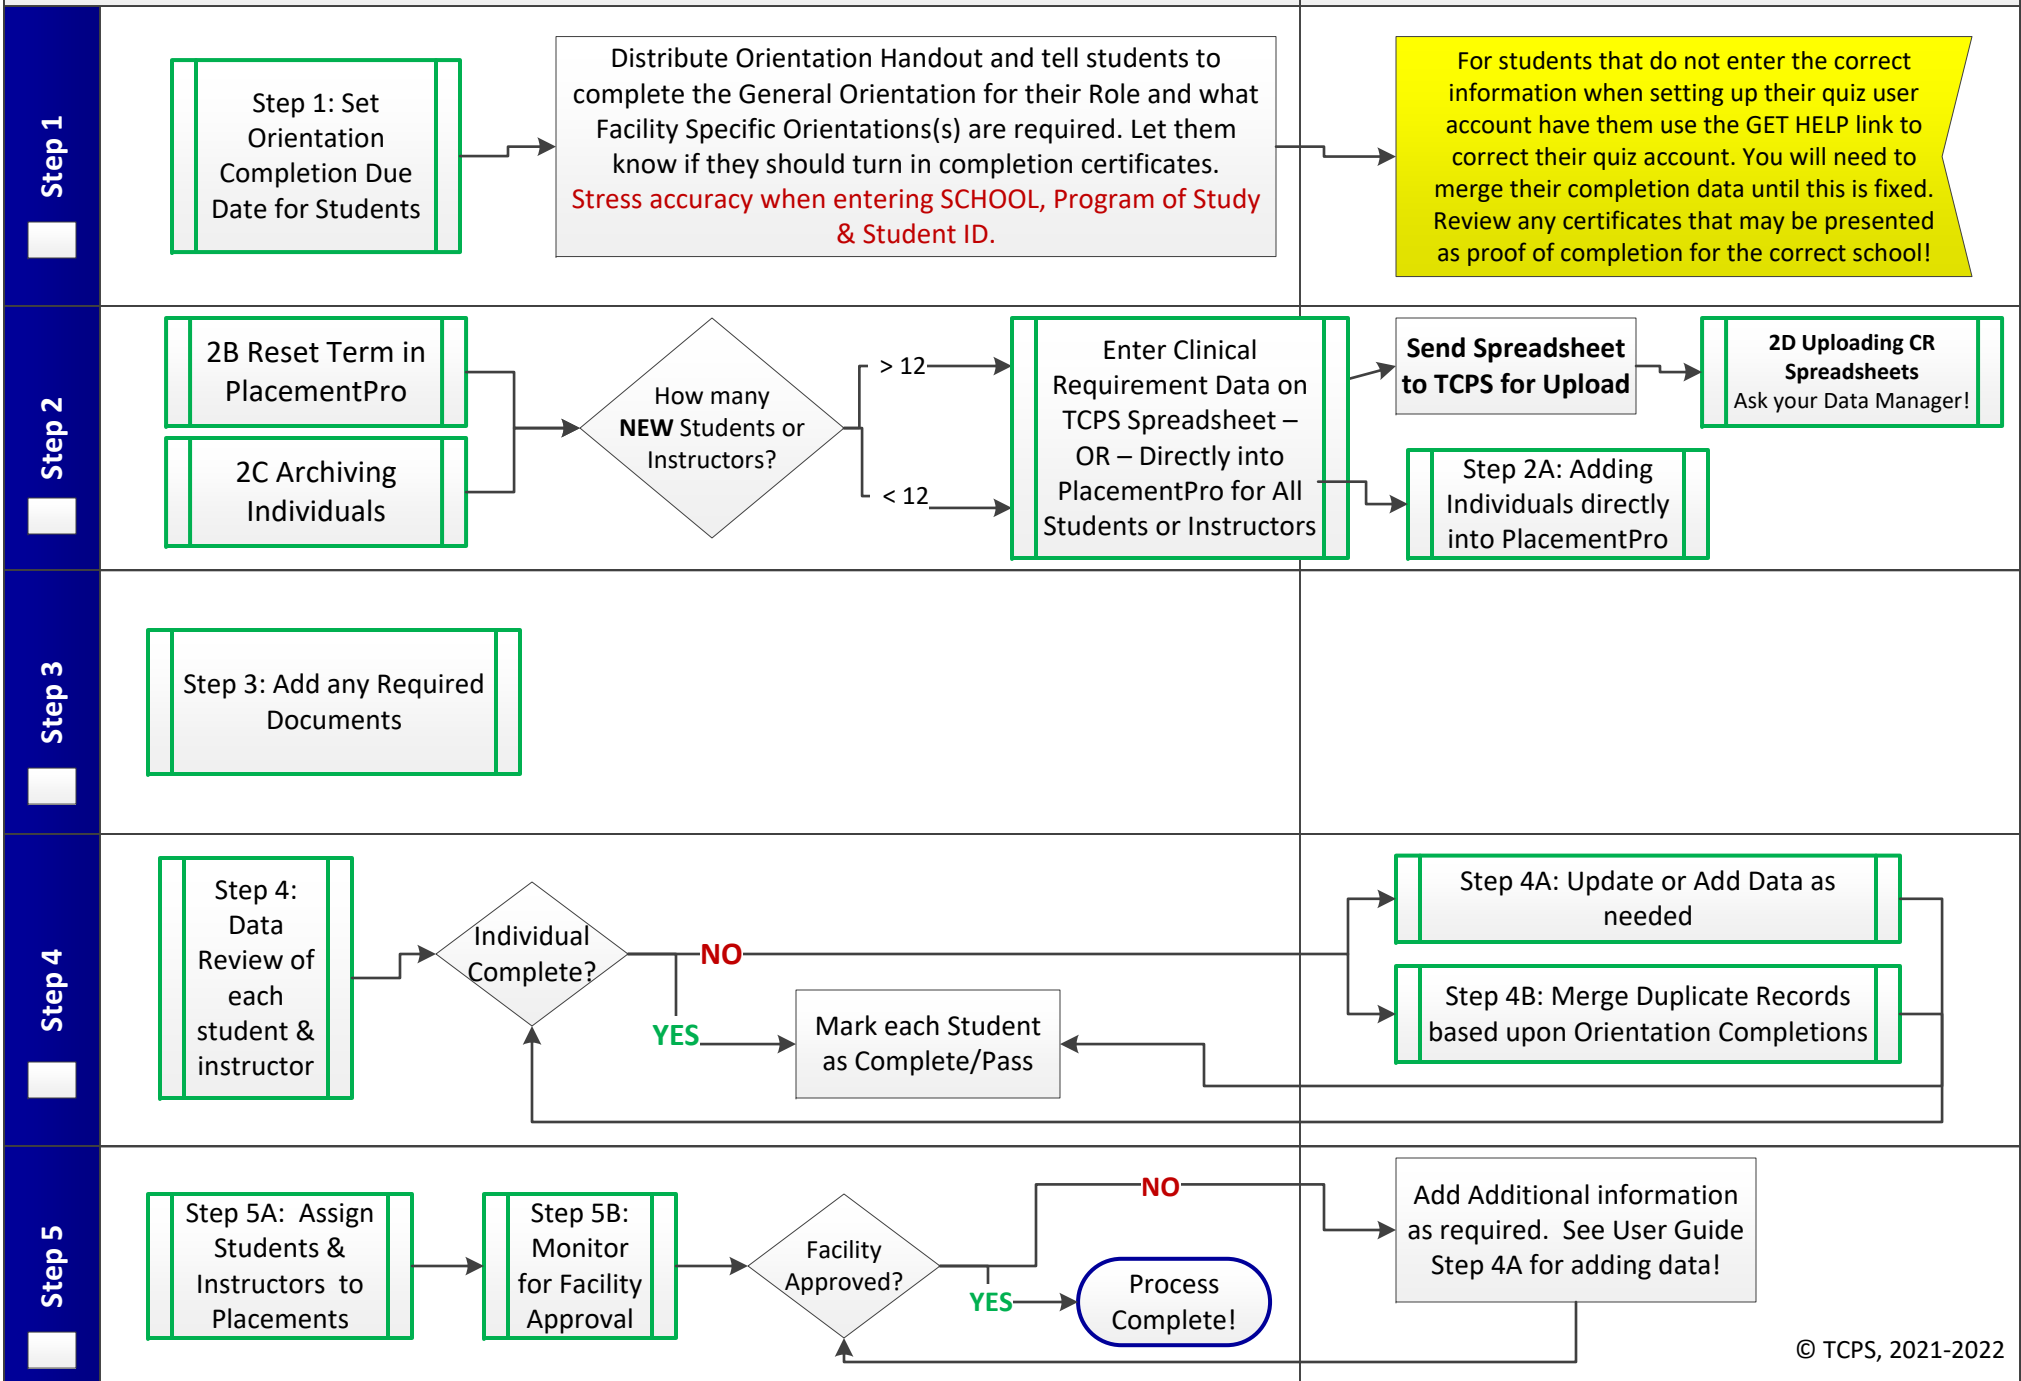 Step 1
Step 1: Set
Orientation
Completion Due
Date for Students
Distribute Orientation Handout and tell students to
complete the General Orientation for their Role and what
Facility Specific Orientations(s) are required. Let them
know if they should turn in completion certificates.
Stress accuracy when entering SCHOOL, Program of Study
& Student ID.
For students that do not enter the correct
information when setting up their quiz user
account have them use the GET HELP link to
correct their quiz account. You will need to
merge their completion data until this is fixed.
Review any certificates that may be presented
as proof of completion for the correct school!
Step 2
2B Reset Term in
PlacementPro
2C Archiving
Individuals
How many
NEW Students or
Instructors?
> 12
< 12
Enter Clinical
Requirement Data on
TCPS Spreadsheet –
OR – Directly into
PlacementPro for All
Students or Instructors
Send Spreadsheet
to TCPS for Upload
2D Uploading CR
Spreadsheets
Ask your Data Manager!
Step 2A: Adding
Individuals directly
into PlacementPro
Step 3
Step 3: Add any Required
Documents
Step 4
Step 4:
Data
Review of
each
student &
instructor
Individual
Complete?
NO
YES
Mark each Student
as Complete/Pass
Step 4A: Update or Add Data as
needed
Step 4B: Merge Duplicate Records
based upon Orientation Completions
Step 5
Step 5A: Assign
Students &
Instructors to
Placements
Step 5B:
Monitor
for Facility
Approval
Facility
Approved?
NO
YES
Process
Complete!
Add Additional information
as required. See User Guide
Step 4A for adding data!
© TCPS, 2021-2022